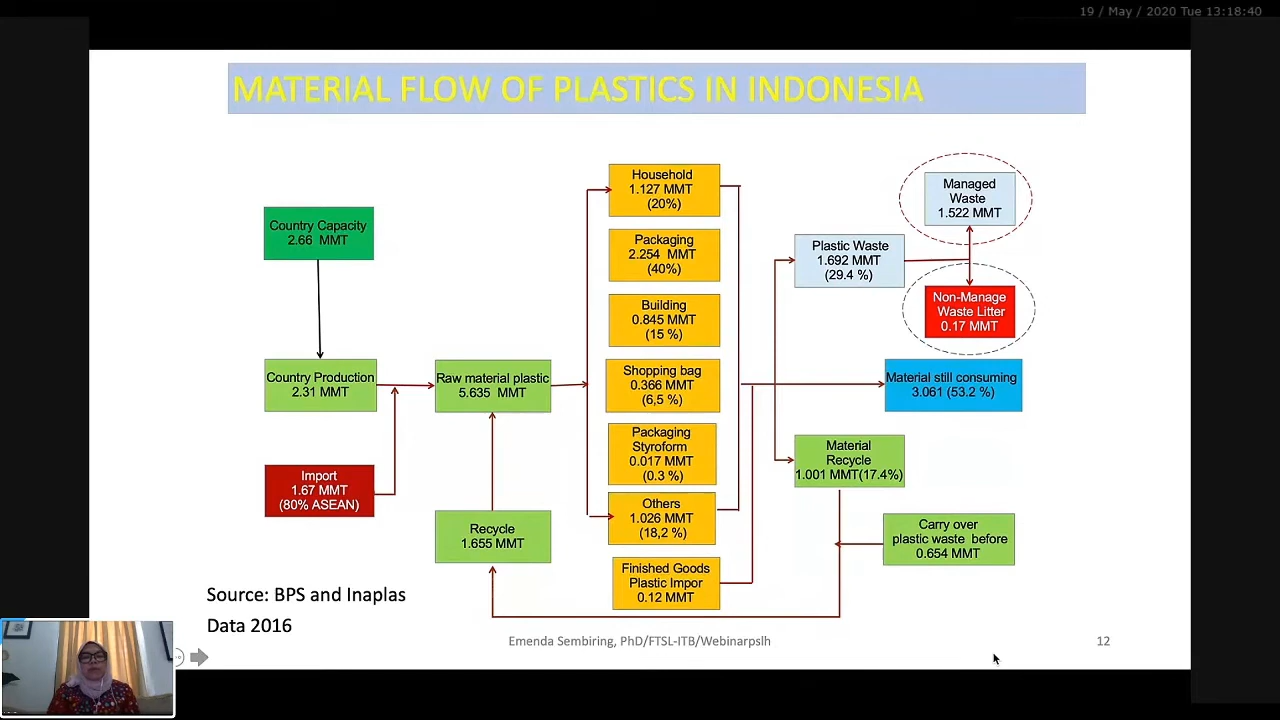 19 / May / 2020 Tue 13:18:40
MATERIAL FLOW OF PLASTICS IN INDONESIA
Country Capacity
2.66 MMT
Country Production
2.31 MMT
Import
1.67 MMT
(80% ASEAN)
Raw material plastic
5.635 MMT
Recycle
1.655 MMT
Household
1.127 MMT
(20%)
Packaging
2.254 MMT
(40%)
Building
0.845 MMT
(15 %)
Shopping bag
0.366 MMT
(6,5 %)
Packaging
Styroform
0.017 MMT
(0.3 %)
Others
1.026 MMT
(18,2 %)
Finished Goods
Plastic Impor
0.12 MMT
Plastic Waste
1.692 MMT
(29.4 %)
Managed
Waste
1.522 MMT
Non-Manage
Waste Litter
0.17 MMT
Material still consuming
3.061 (53.2 %)
Material
Recycle
1.001 MMT(17.4%)
Carry over
plastic waste before
0.654 MMT
Source: BPS and Inaplas
Data 2016
Emenda Sembiring, PhD/FTSL-ITB/Webinarpslh
12